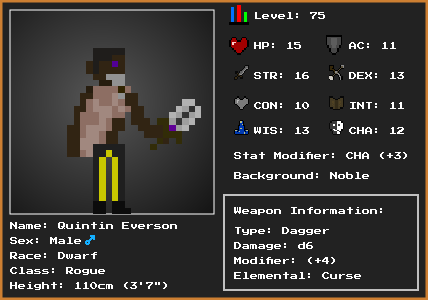 Level: 75
HP: 15 AC: 11
STR: 16 DEX: 13
CON: 10 INT: 11
WIS: 13 CHA: 12
Stat Modifier: CHA (+3)
Background: Noble
Name: Quintin Everson
Sex: Male ♂
Race: Dwarf
Class: Rogue
Height: 110cm (3'7")
Weapon Information:
Type: Dagger
Damage: d6
Modifier: (+4)
Elemental: Curse